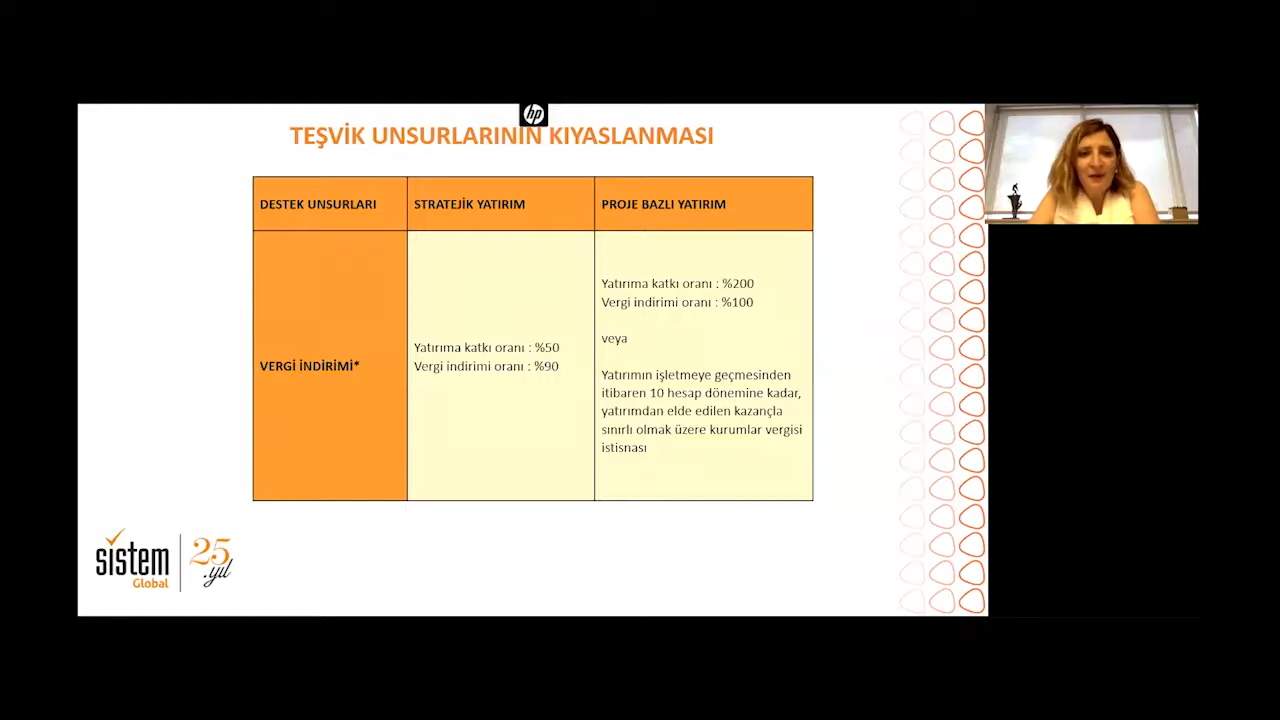 hp
TEŞVİK UNSURLARININ KIYASLANMASI
DESTEK UNSURLARI
STRATEJİK YATIRIM
PROJE BAZLI YATIRIM
VERGİ İNDİRİMİ*
Yatırıma katkı oranı : %50
Vergi indirimi oranı : %90
Yatırıma katkı oranı : %200
Vergi indirimi oranı : %100
veya
Yatırımın işletmeye geçmesinden
itibaren 10 hesap dönemine kadar,
yatırımdan elde edilen kazançla
sınırlı olmak üzere kurumlar vergisi
istisnası
sistem
Global
25
.yıl